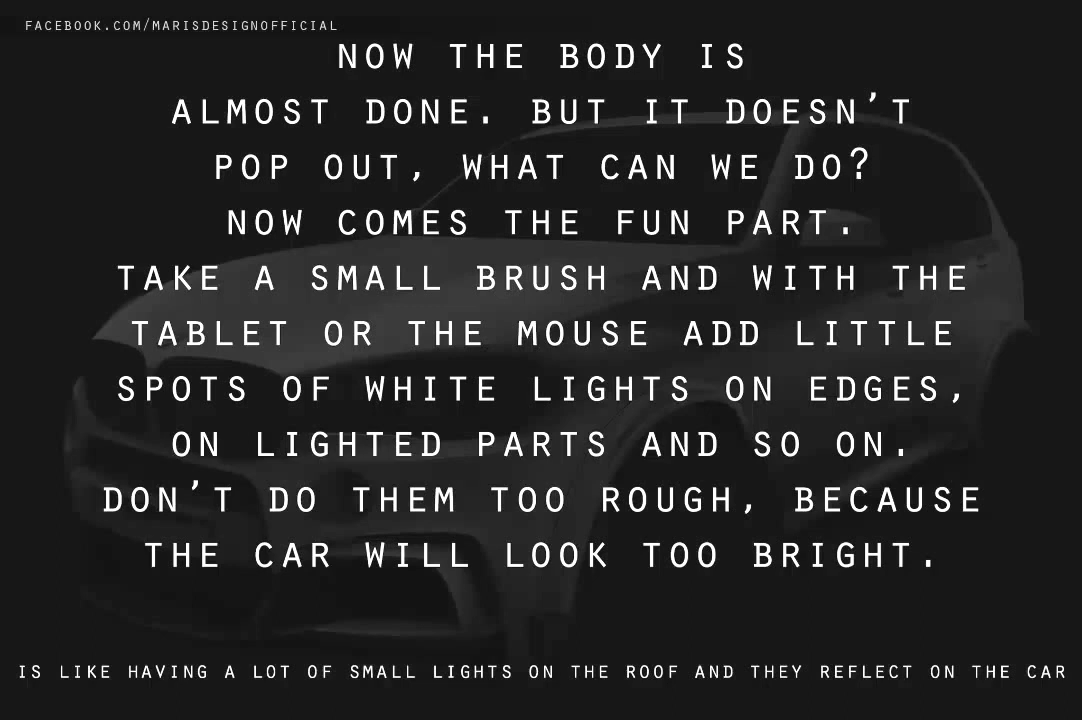 FACEBOOK.COM/MARISDESIGNOFFICIAL
NOW THE BODY IS
ALMOST DONE. BUT IT DOESN'T
POP OUT, WHAT CAN WE DO?
NOW COMES THE FUN PART.
TAKE A SMALL BRUSH AND WITH THE
TABLET OR THE MOUSE ADD LITTLE
SPOTS OF WHITE LIGHTS ON EDGES,
ON LIGHTED PARTS AND SO ON.
DON'T DO THEM TOO ROUGH, BECAUSE
THE CAR WILL LOOK TOO BRIGHT.
IS LIKE HAVING A LOT OF SMALL LIGHTS ON THE ROOF AND THEY REFLECT ON THE CAR